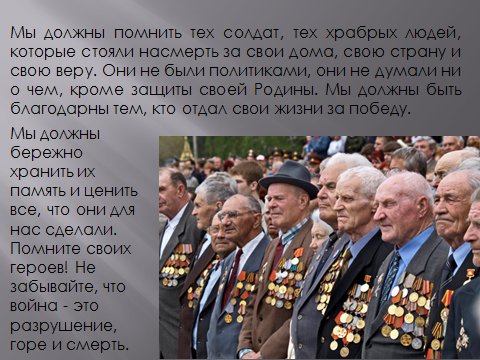 Мы должны помнить тех солдат, тех храбрых людей,
которые стояли насмерть за свои дома, свою страну и
свою веру. Они не были политиками, они не думали ни
о чем, кроме защиты своей Родины. Мы должны быть
благодарны тем, кто отдал свои жизни за победу.
Мы должны
бережно
хранить их
память и ценить
все, что они для
нас сделали.
Помните своих
героев! Не
забывайте, что
война - это
разрушение,
горе и смерть.